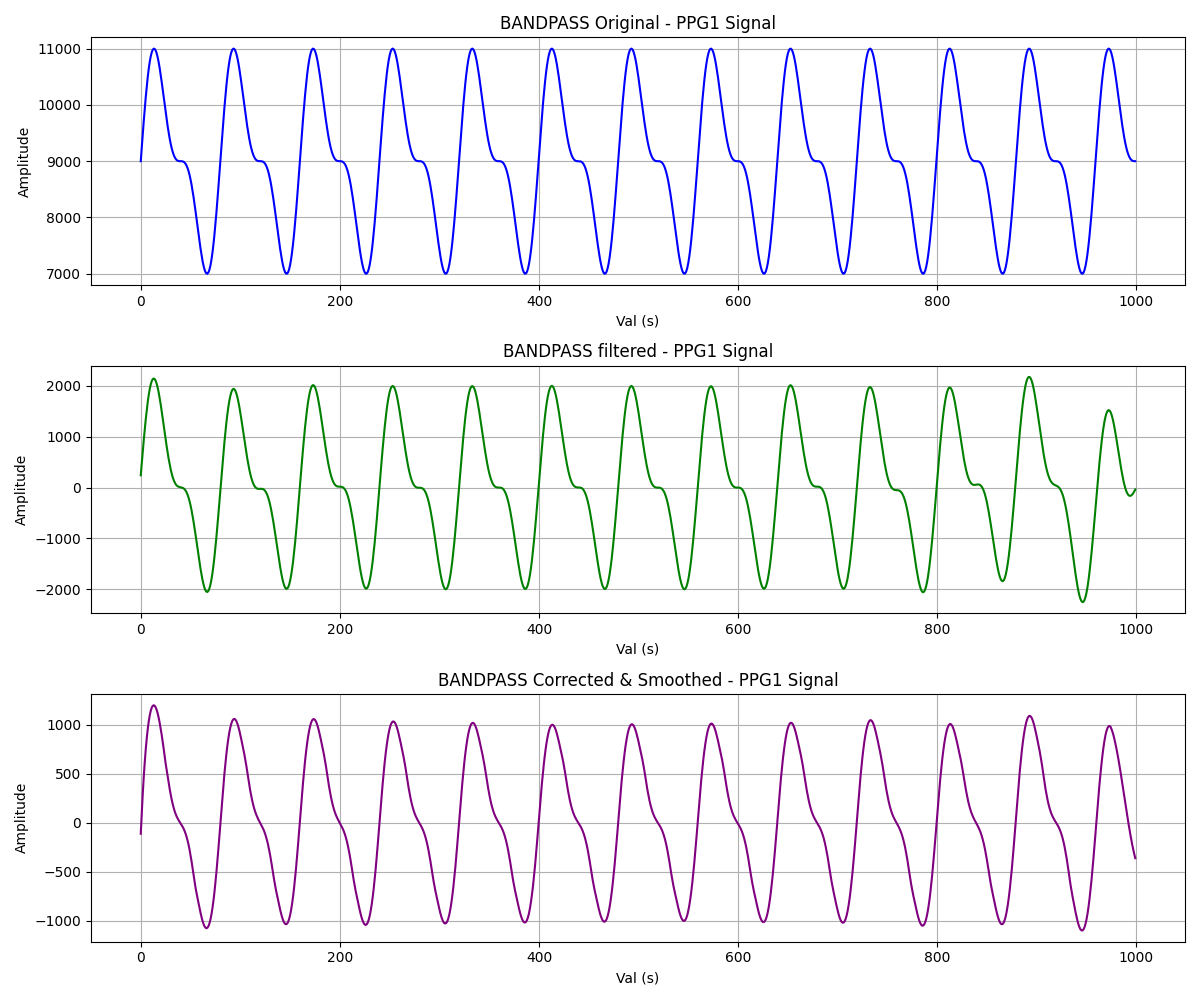 BANDPASS Original - PPG1 Signal
11000
10000
9000
8000
7000
Amplitude
0 200 400 600 800 1000
Val (s)
BANDPASS filtered - PPG1 Signal
2000
1000
0
−1000
−2000
Amplitude
0 200 400 600 800 1000
Val (s)
BANDPASS Corrected & Smoothed - PPG1 Signal
1000
500
0
−500
−1000
Amplitude
0 200 400 600 800 1000
Val (s)